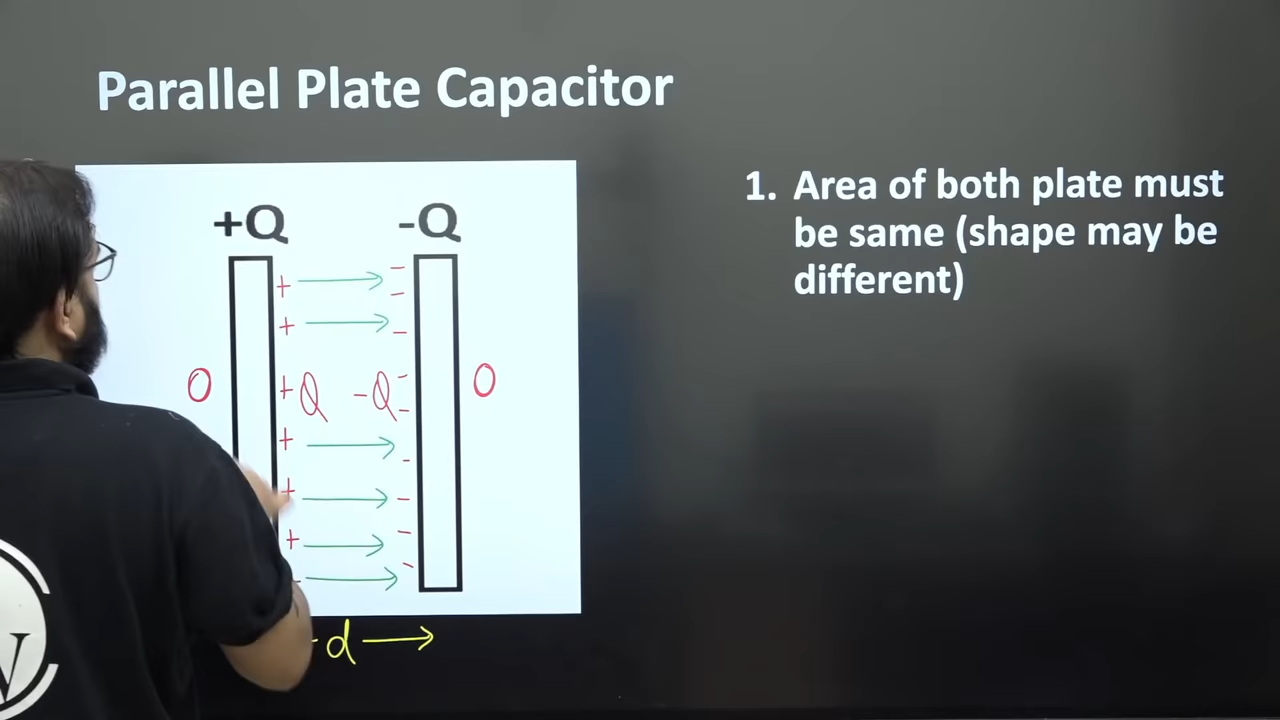 Parallel Plate Capacitor
1. Area of both plate must
be same (shape may be
different)
+Q -Q
+ → -
-
+ → -
0 +Q -Q - 0
-
+ →
-
+ → -
+ → -
→ -
d →